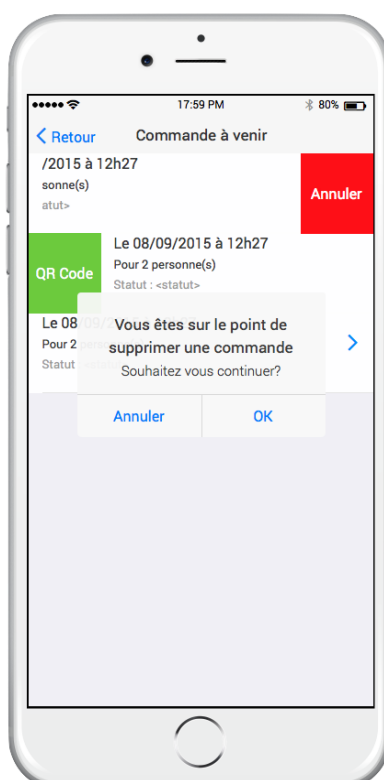 17:59 PM
80%
Retour
Commande à venir
/2015 à 12h27
sonne(s)
atut>
Annuler
QR Code
Le 08/09/2015 à 12h27
Pour 2 personne(s)
Statut : <statut>
Le 08/09/2
Pour 2
Statut
Vous êtes sur le point de
supprimer une commande
Souhaitez vous continuer?
Annuler
OK